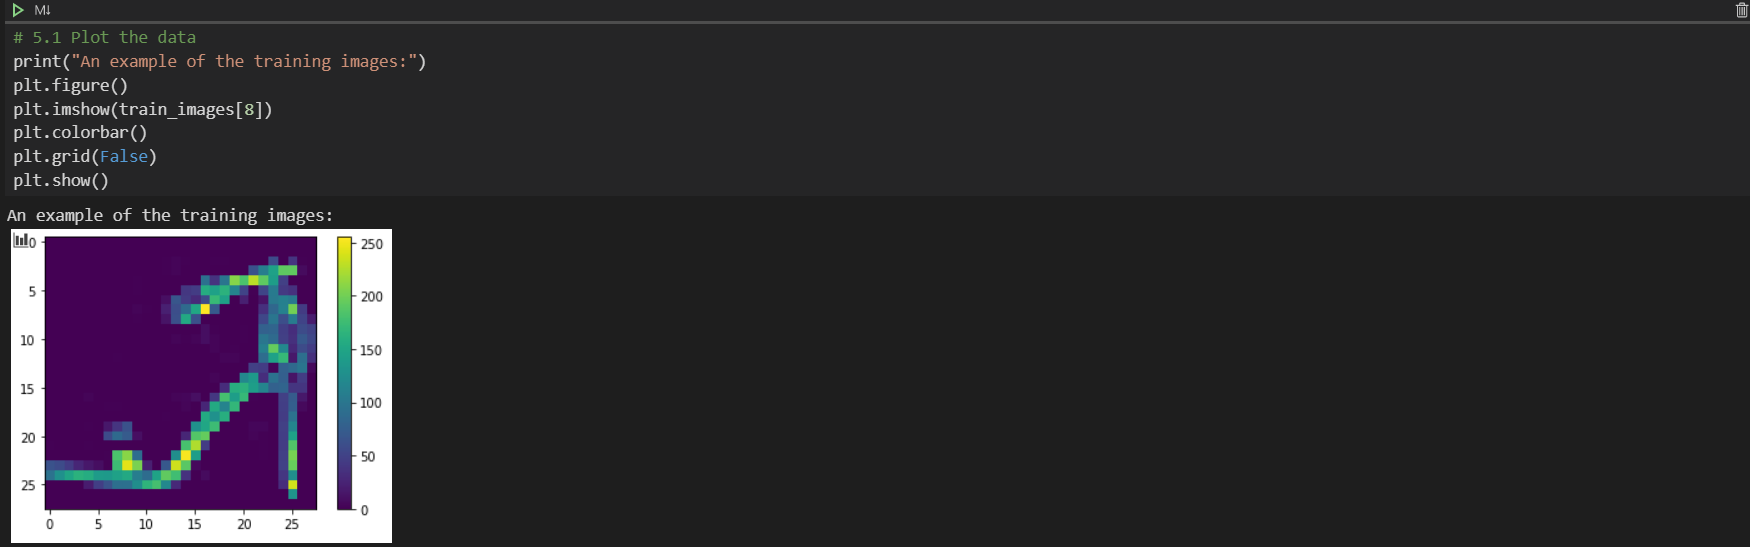 M↓
# 5.1 Plot the data
print("An example of the training images:")
plt.figure()
plt.imshow(train_images[8])
plt.colorbar()
plt.grid(False)
plt.show()
An example of the training images:
0
5
10
15
20
25
0 5 10 15 20 25
250
200
150
100
50
0